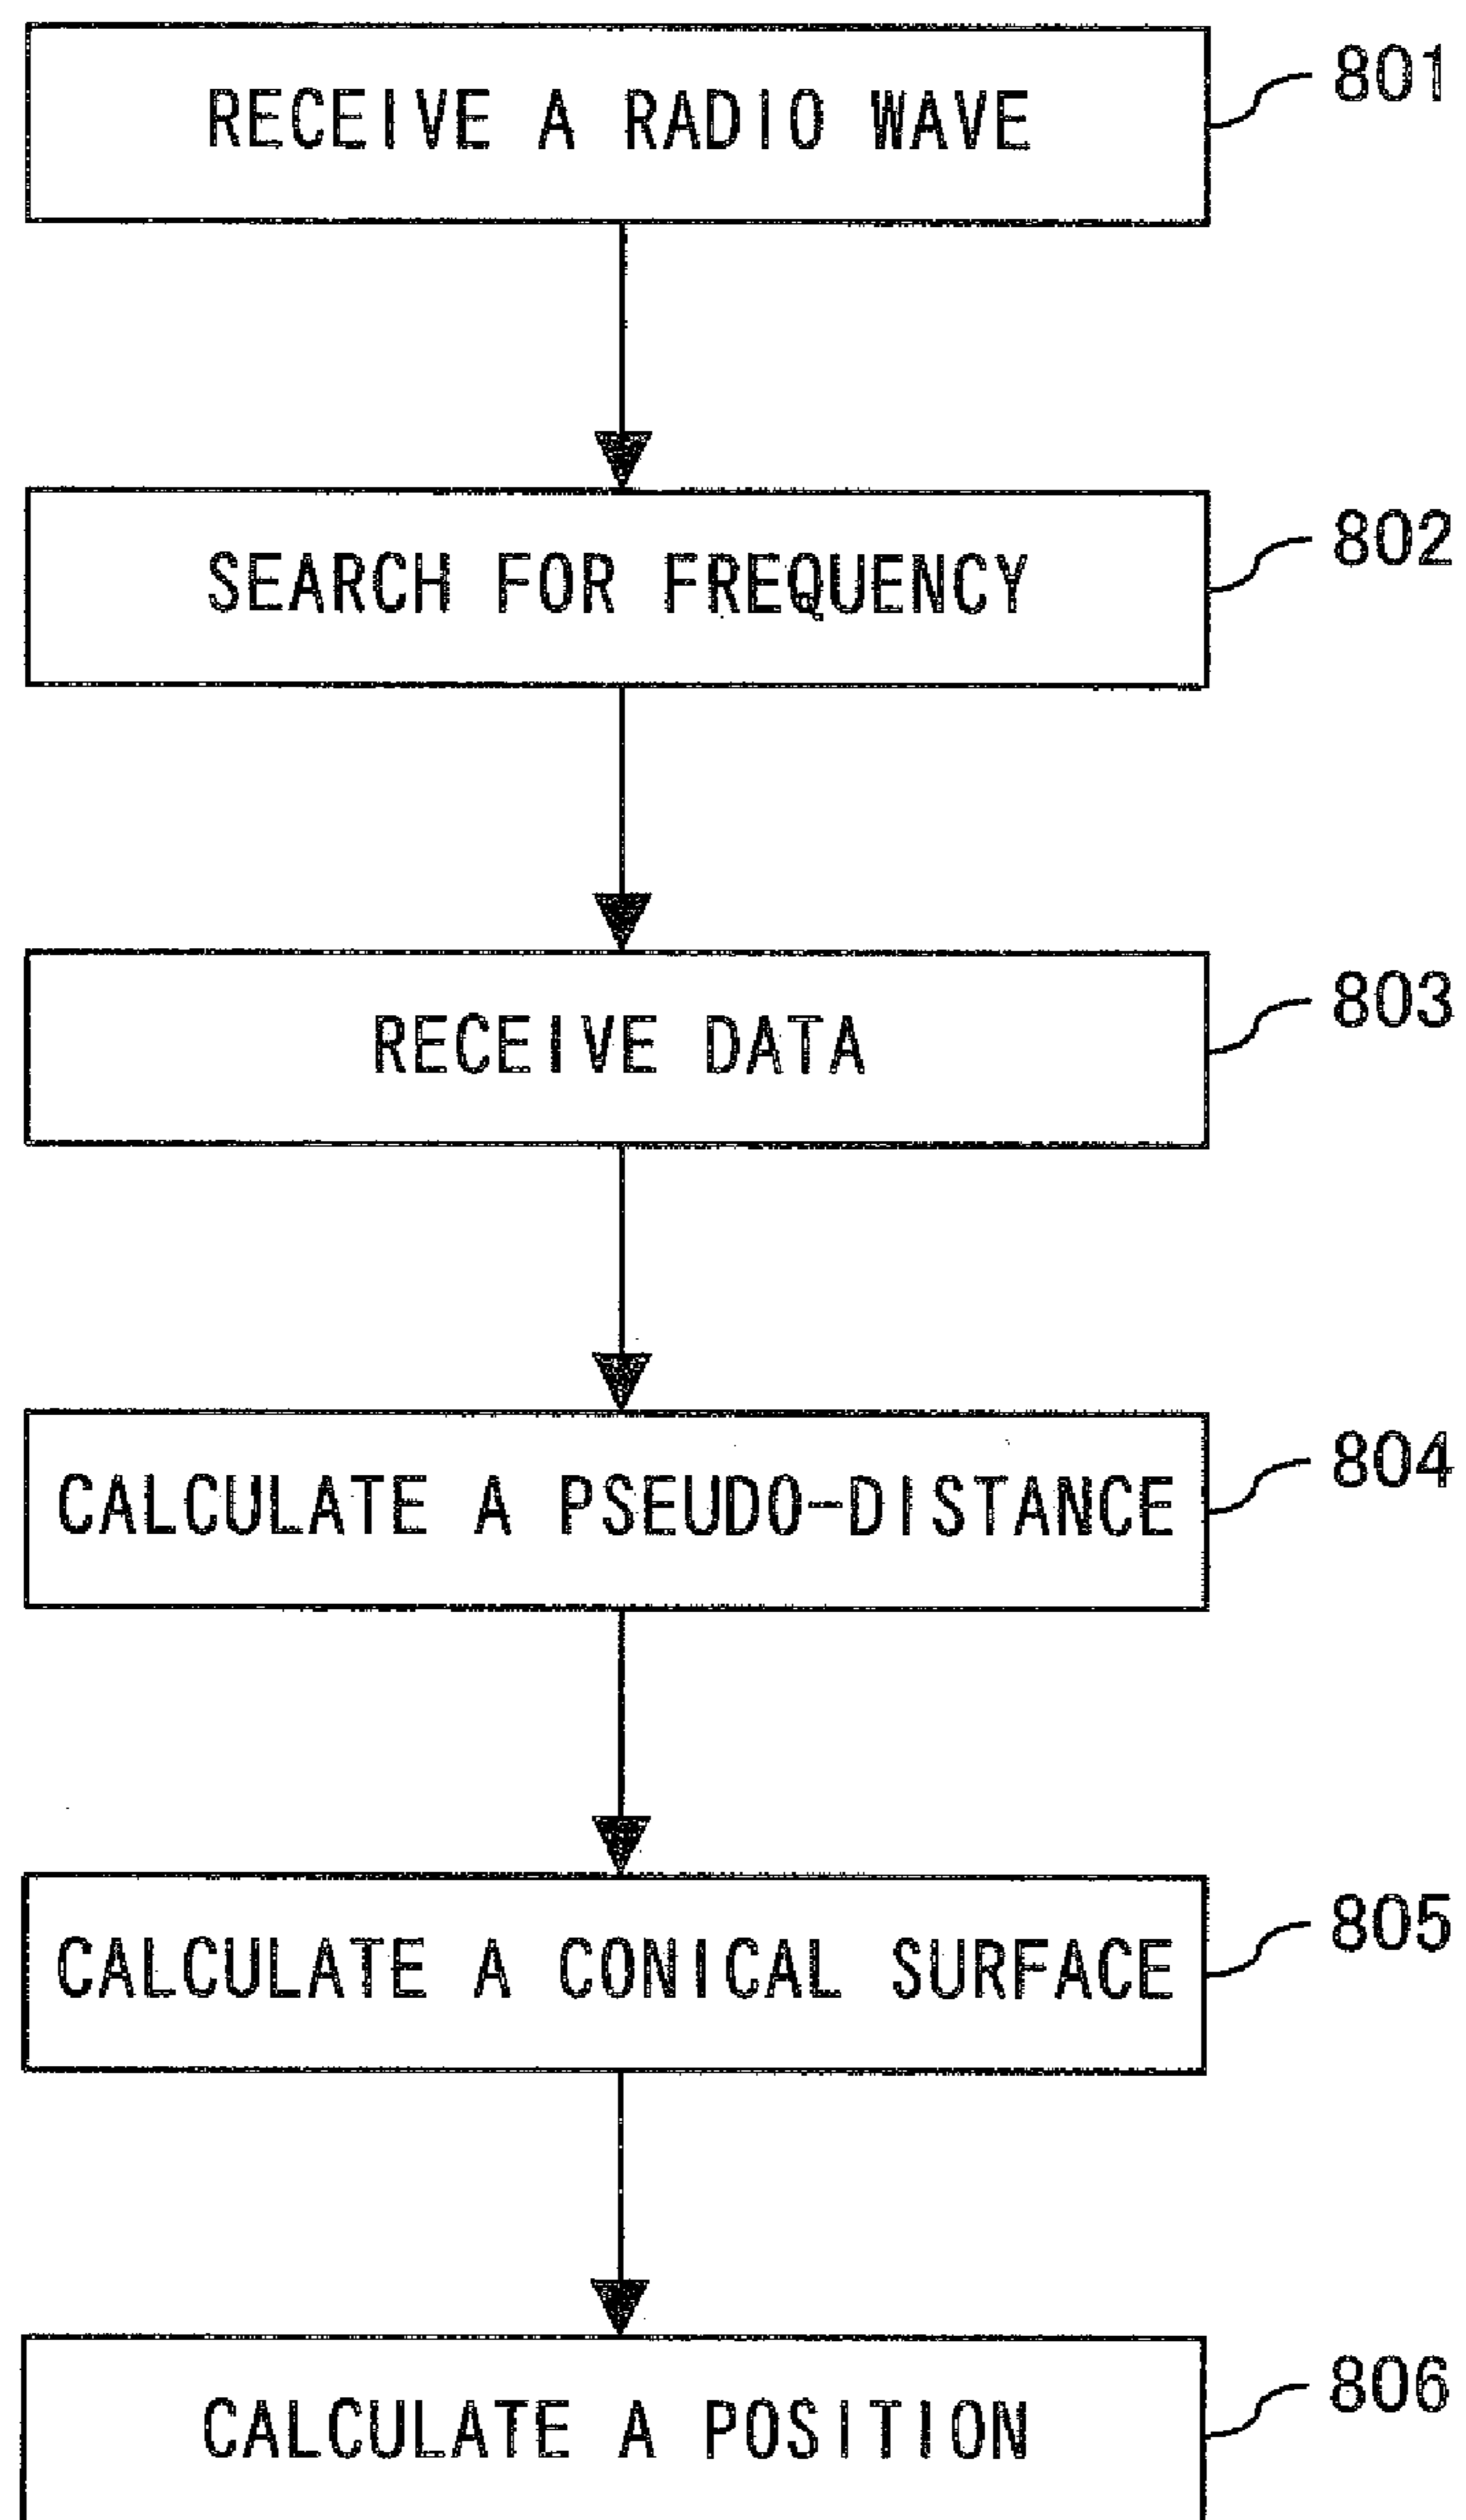 RECEIVE A RADIO WAVE
801
SEARCH FOR FREQUENCY
802
RECEIVE DATA
803
CALCULATE A PSEUDO-DISTANCE
804
CALCULATE A CONICAL SURFACE
805
CALCULATE A POSITION
806